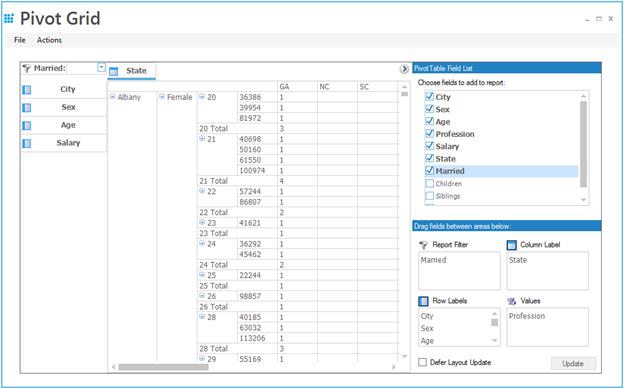 Pivot Grid
File Actions
Married:
City
Sex
Age
Salary
State
GA NC SC
Albany Female 20 36386 1
39954 1
81972 1
20 Total 3
21 40698 1
50160 1
61550 1
100974 1
21 Total 4
22 57244 1
86807 1
22 Total 2
23 41621 1
23 Total 1
24 36292 1
45462 1
24 Total 2
25 22244 1
25 Total 1
26 98857 1
26 Total 1
28 40185 1
63032 1
113206 1
28 Total 3
29 55169 1
PivotTable Field List
Choose fields to add to report:
City
Sex
Age
Profession
Salary
State
Married
Children
Siblings
Drag fields between areas below:
Report Filter
Married
Column Label
State
Row Labels
City
Sex
Age
Values
Profession
Defer Layout Update
Update